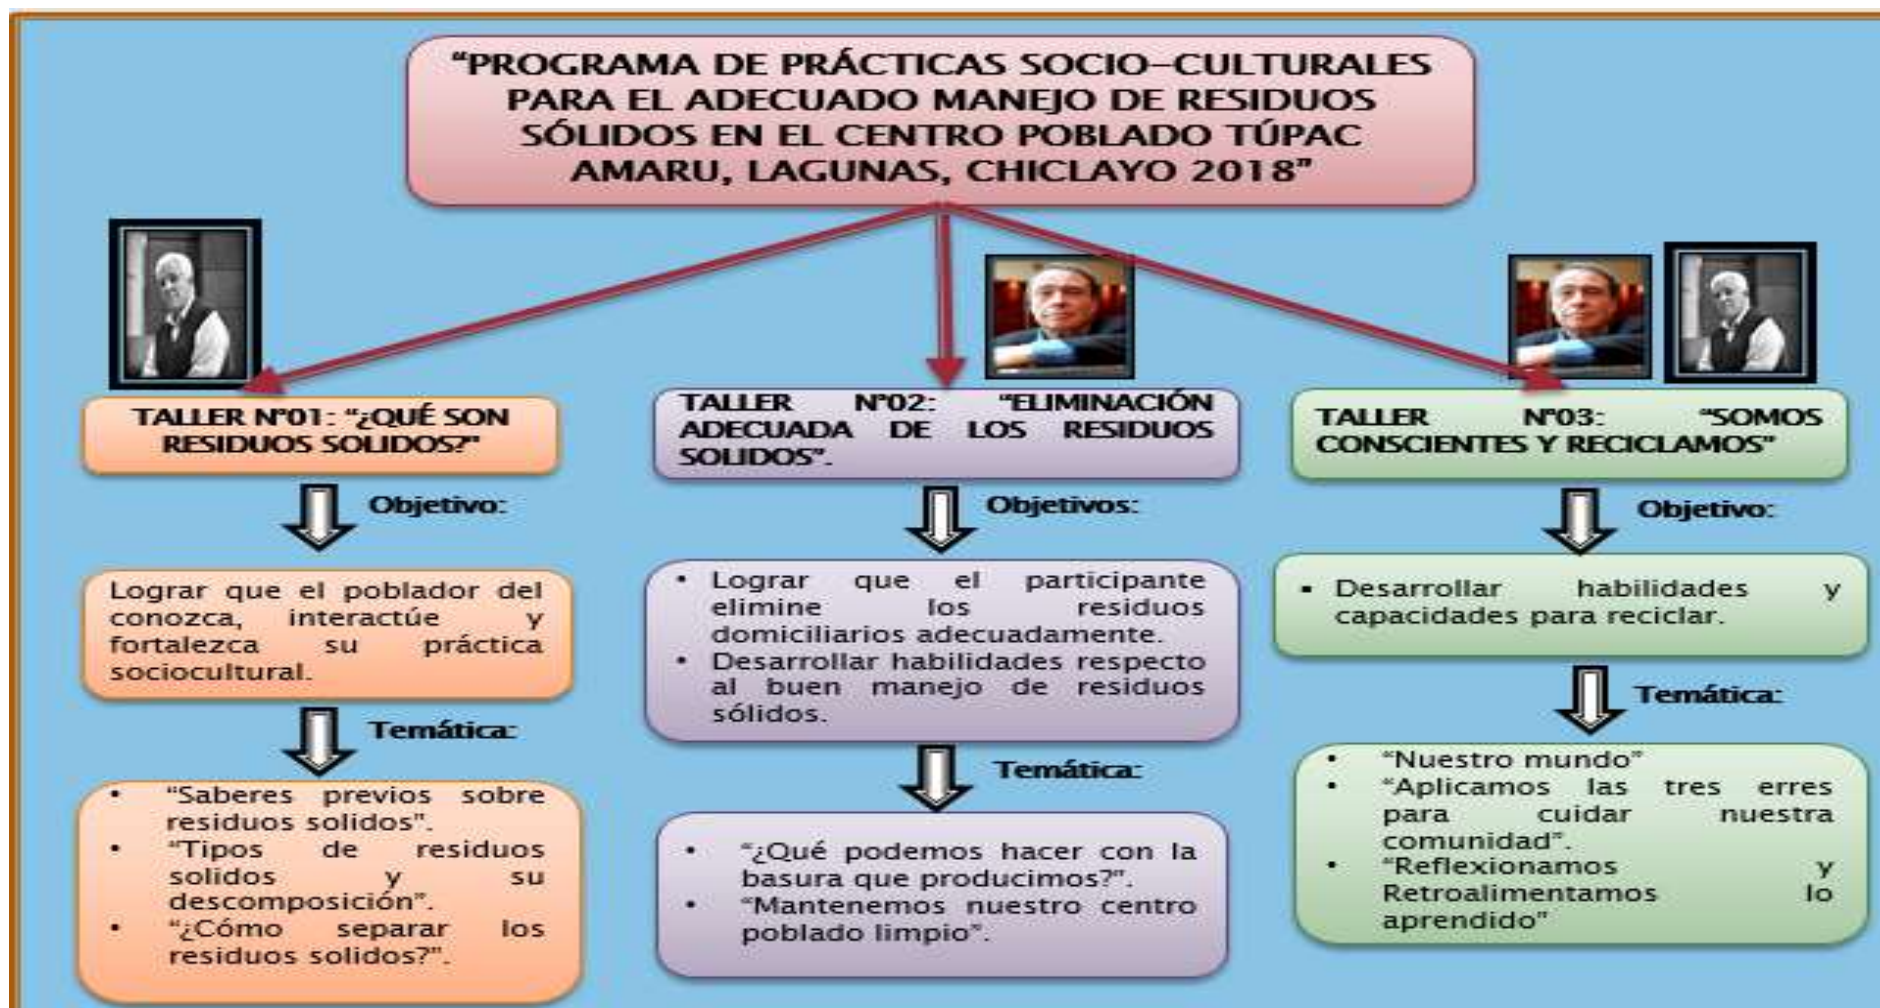 “PROGRAMA DE PRÁCTICAS SOCIO-CULTURALES
PARA EL ADECUADO MANEJO DE RESIDUOS
SÓLIDOS EN EL CENTRO POBLADO TÚPAC
AMARU, LAGUNAS, CHICLAYO 2018”
TALLER N°01: “¿QUÉ SON
RESIDUOS SOLIDOS?”
Objetivo:
Lograr que el poblador del
conozca, interactúe y
fortalezca su práctica
sociocultural.
Temática:
• “Saberes previos sobre
residuos solidos”.
• “Tipos de residuos
solidos y su
descomposición”.
• “¿Cómo separar los
residuos solidos?”.
TALLER N°02: “ELIMINACIÓN
ADECUADA DE LOS RESIDUOS
SOLIDOS”.
Objetivos:
• Lograr que el participante
elimine los residuos
domiciliarios adecuadamente.
• Desarrollar habilidades respecto
al buen manejo de residuos
sólidos.
Temática:
• “¿Qué podemos hacer con la
basura que producimos?”.
• “Mantenemos nuestro centro
poblado limpio”.
TALLER N°03: “SOMOS
CONSCIENTES Y RECICLAMOS”
Objetivo:
▪ Desarrollar habilidades y
capacidades para reciclar.
Temática:
• “Nuestro mundo”
• “Aplicamos las tres erres
para cuidar nuestra
comunidad”.
• “Reflexionamos y
Retroalimentamos lo
aprendido”